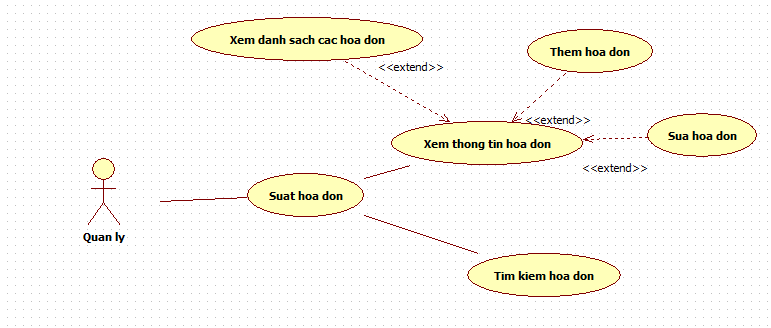 Xem danh sach cac hoa don
Them hoa don
<<extend>>
<<extend>>
Sua hoa don
Xem thong tin hoa don
<<extend>>
Suat hoa don
Quan ly
Tim kiem hoa don